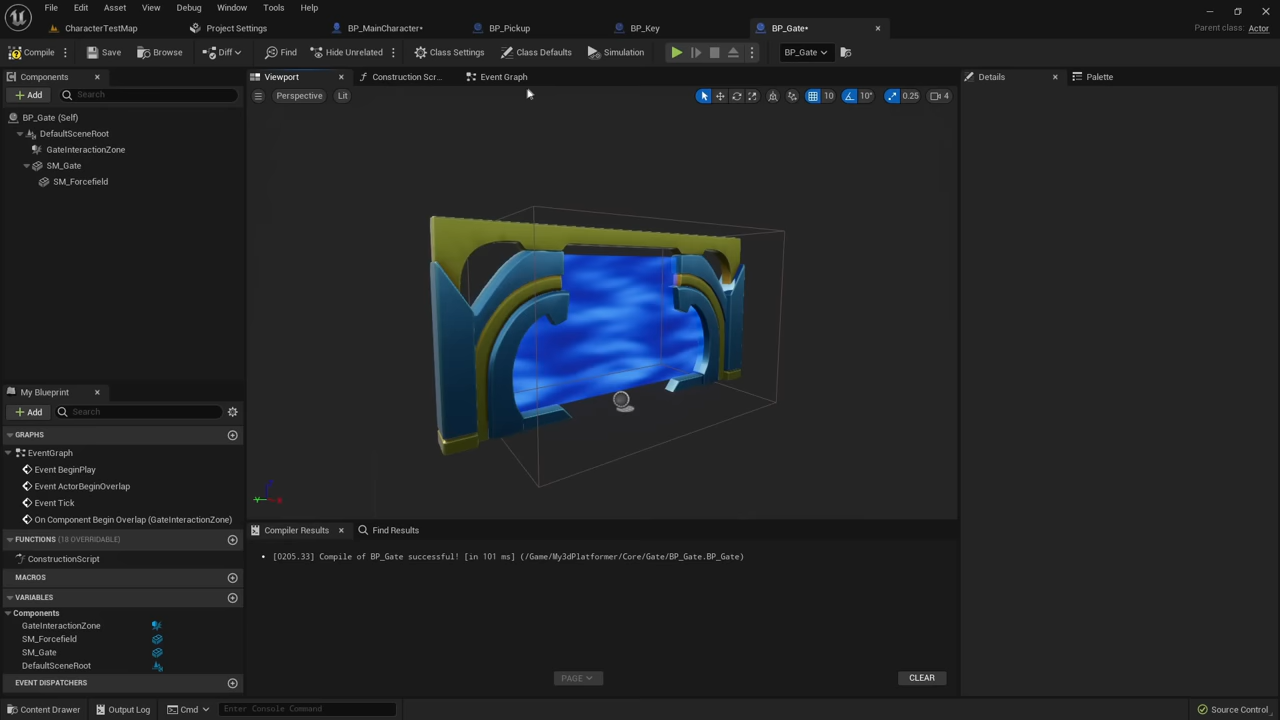 File Edit Asset View Debug Window Tools Help
CharacterTestMap Project Settings BP_MainCharacter* BP_Pickup BP_Key BP_Gate* × Parent class: Actor
Compile Save Browse Diff Find Hide Unrelated Class Settings Class Defaults Simulation BP_Gate
Components × Viewport × Construction Scr... Event Graph Details × Palette
+ Add Search Perspective Lit 10 10° 0.25 4
BP_Gate (Self)
DefaultSceneRoot
GateInteractionZone
SM_Gate
SM_Forcefield
My Blueprint ×
+ Add Search
GRAPHS
EventGraph
Event BeginPlay
Event ActorBeginOverlap
Event Tick
On Component Begin Overlap (GateInteractionZone)
FUNCTIONS (18 OVERRIDABLE)
ConstructionScript
MACROS
VARIABLES
Components
GateInteractionZone
SM_Forcefield
SM_Gate
DefaultSceneRoot
EVENT DISPATCHERS
Compiler Results × Find Results
• [0205.33] Compile of BP_Gate successful! [in 101 ms] (/Game/My3dPlatformer/Core/Gate/BP_Gate.BP_Gate)
PAGE CLEAR
Content Drawer Output Log Cmd Enter Console Command Source Control